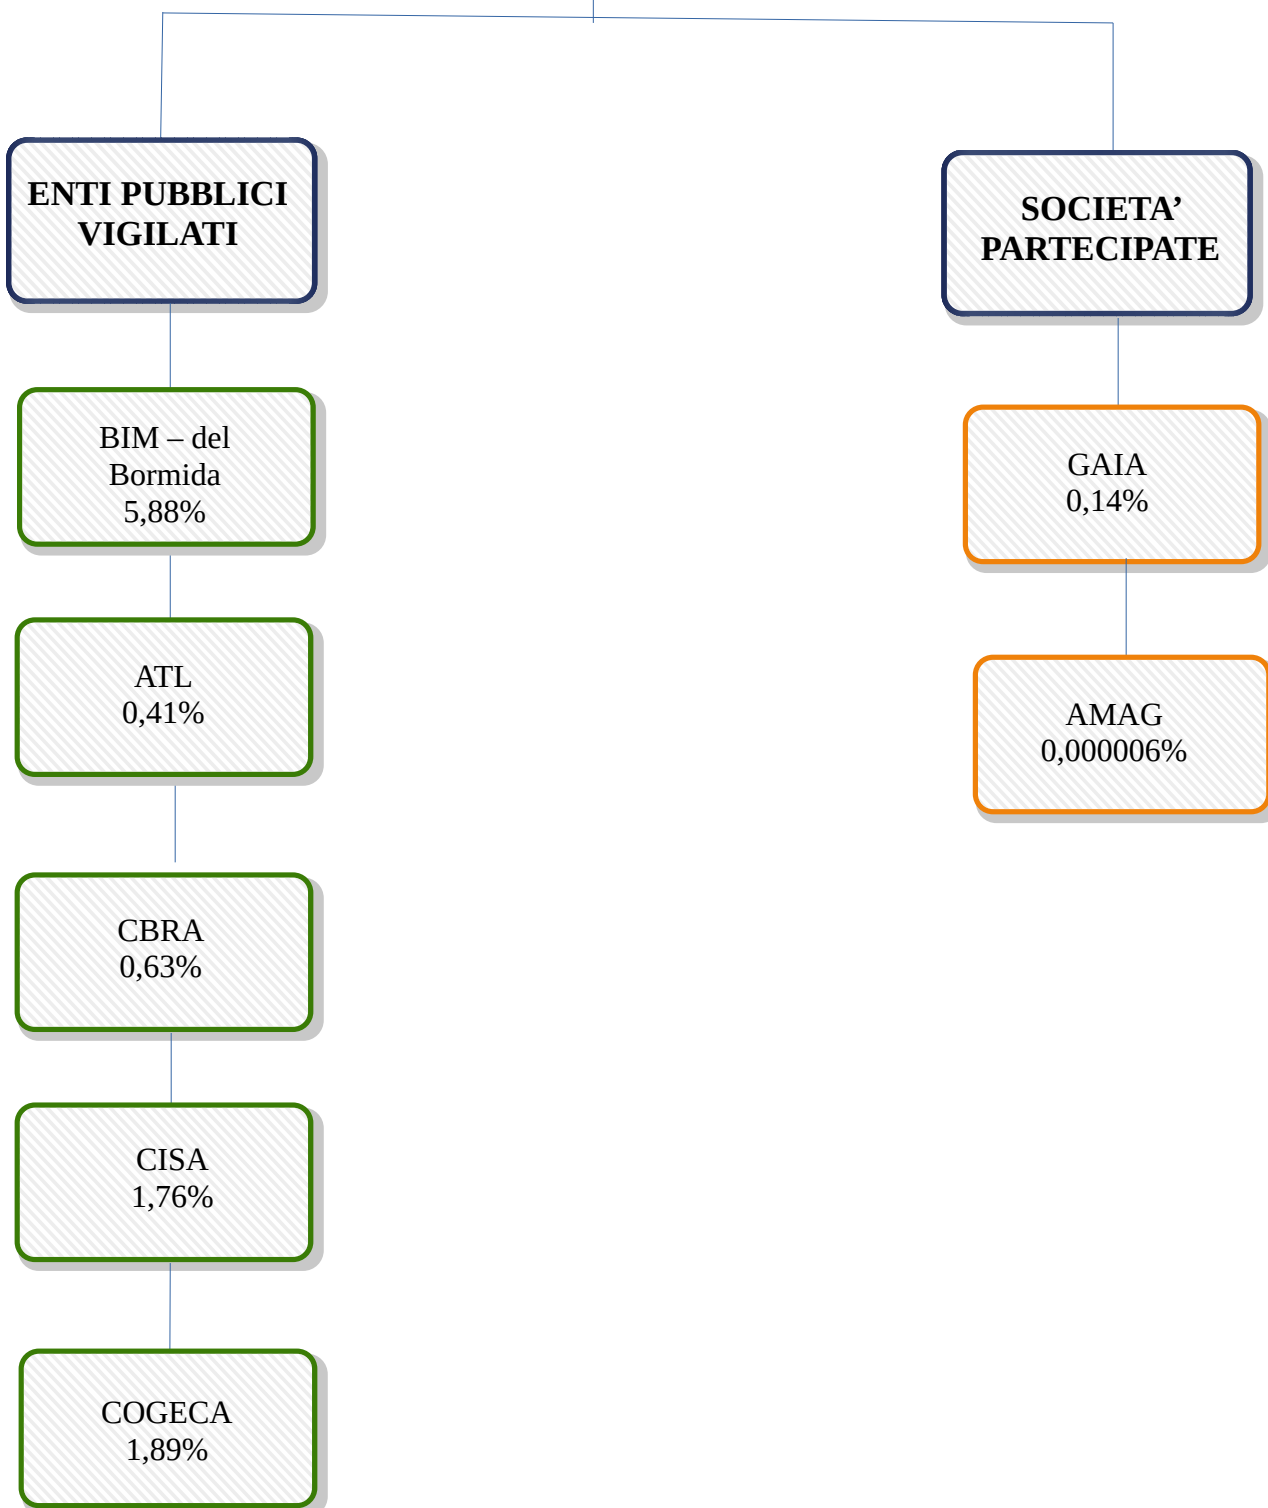 ENTI PUBBLICI
VIGILATI
BIM – del
Bormida
5,88%
ATL
0,41%
CBRA
0,63%
CISA
1,76%
COGECA
1,89%
SOCIETA’
PARTECIPATE
GAIA
0,14%
AMAG
0,000006%